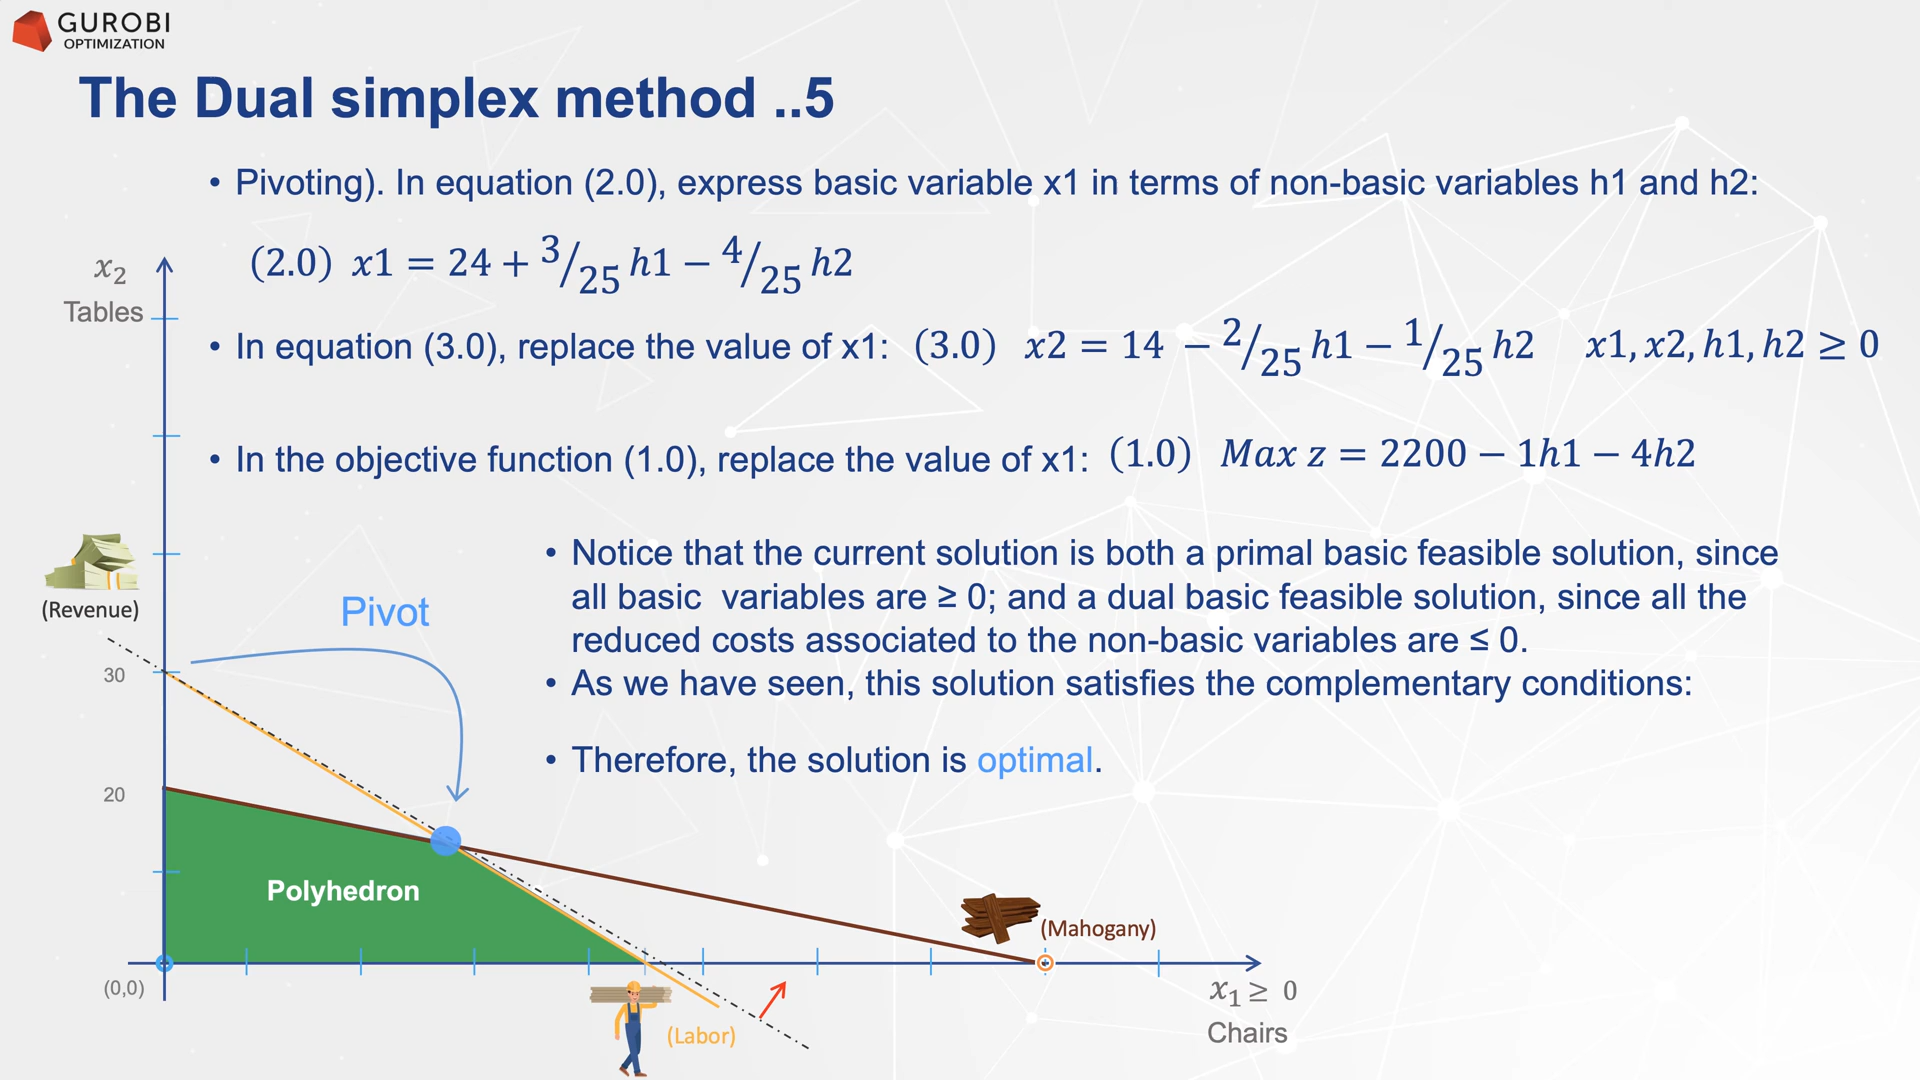 GUROBI
OPTIMIZATION
The Dual simplex method ..5
• Pivoting). In equation (2.0), express basic variable x1 in terms of non-basic variables h1 and h2:
(2.0) x1 = 24 + 3/25 h1 − 4/25 h2
x₂
Tables
• In equation (3.0), replace the value of x1: (3.0) x2 = 14 − 2/25 h1 − 1/25 h2 x1, x2, h1, h2 ≥ 0
• In the objective function (1.0), replace the value of x1: (1.0) Max z = 2200 − 1h1 − 4h2
• Notice that the current solution is both a primal basic feasible solution, since
all basic variables are ≥ 0; and a dual basic feasible solution, since all the
reduced costs associated to the non-basic variables are ≤ 0.
• As we have seen, this solution satisfies the complementary conditions:
• Therefore, the solution is optimal.
(Revenue)
Pivot
30
20
Polyhedron
(Mahogany)
(0,0)
x₁ ≥ 0
Chairs
(Labor)